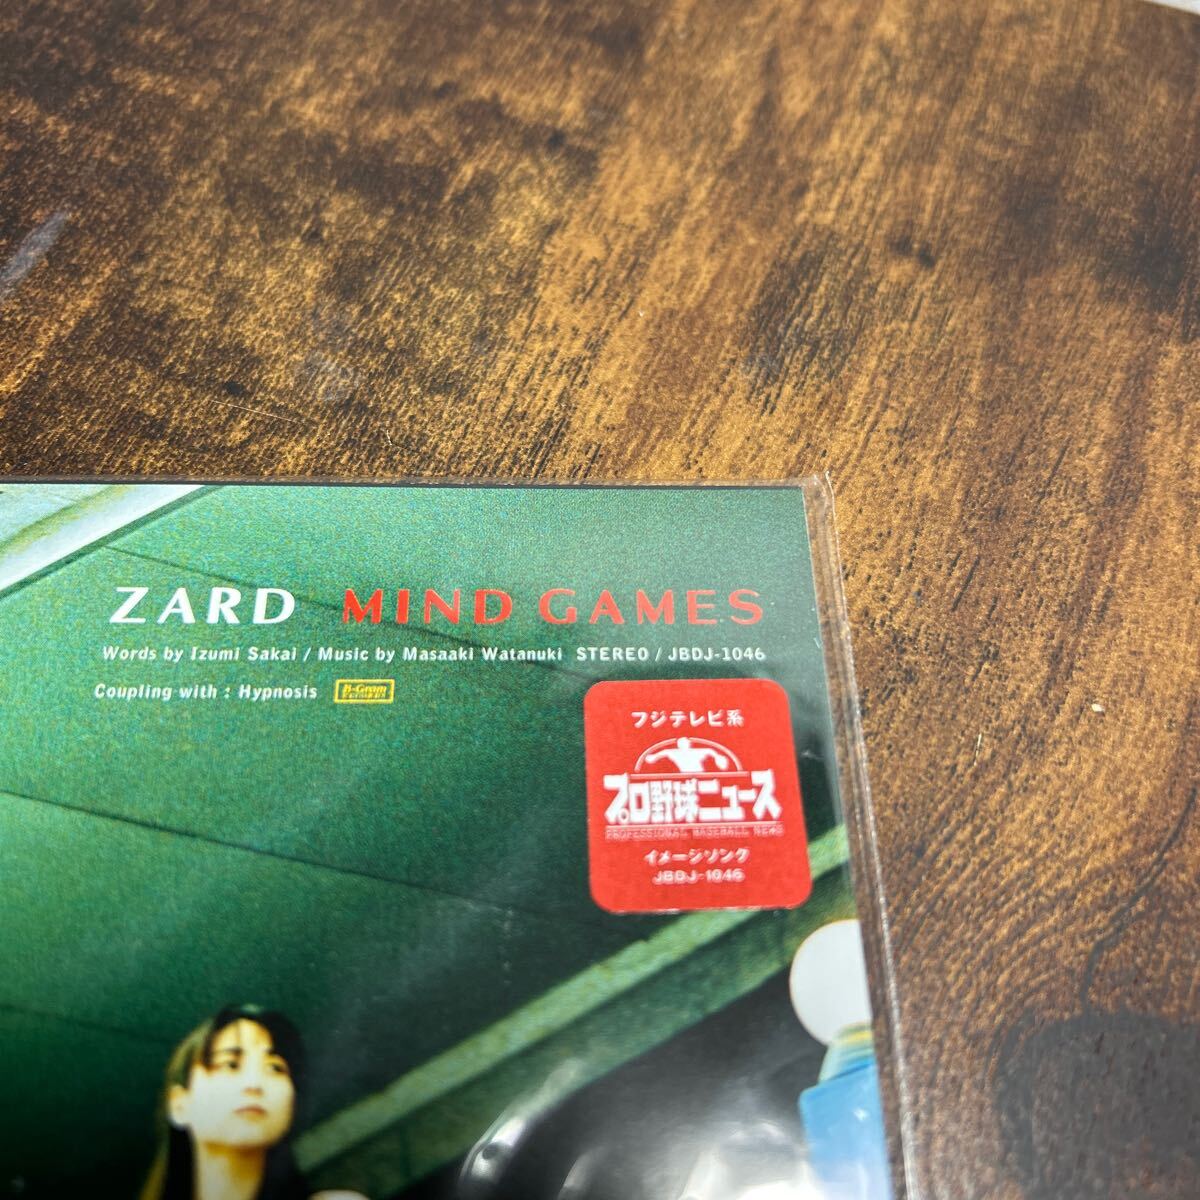 ZARD MIND GAMES
Words by Izumi Sakai / Music by Masaaki Watanuki STEREO / JBDJ-1046
Coupling with : Hypnosis B-Gram RECORDS
フジテレビ系
プロ野球ニュース
PROFESSIONAL BASEBALL NEWS
イメージソング
JBDJ-1046